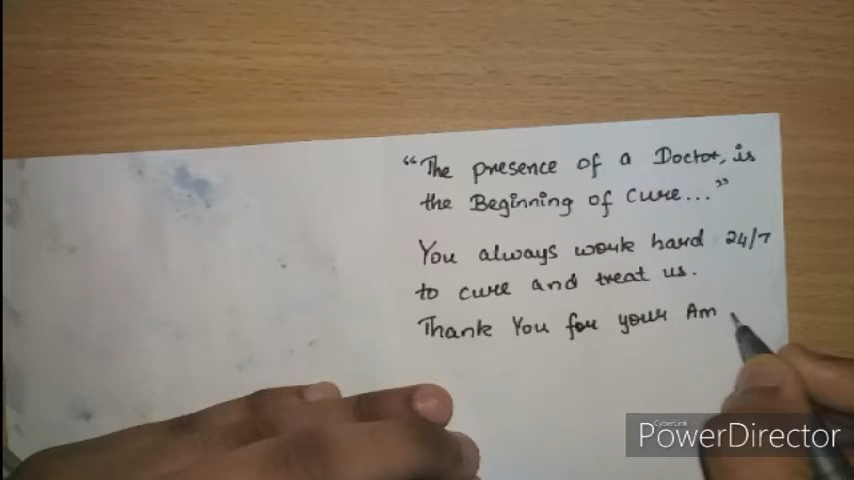 “The presence of a Doctor, is
the Beginning of cure...”
You always work hard 24/7
to cure and treat us.
Thank You for your Am
CyberLink
PowerDirector